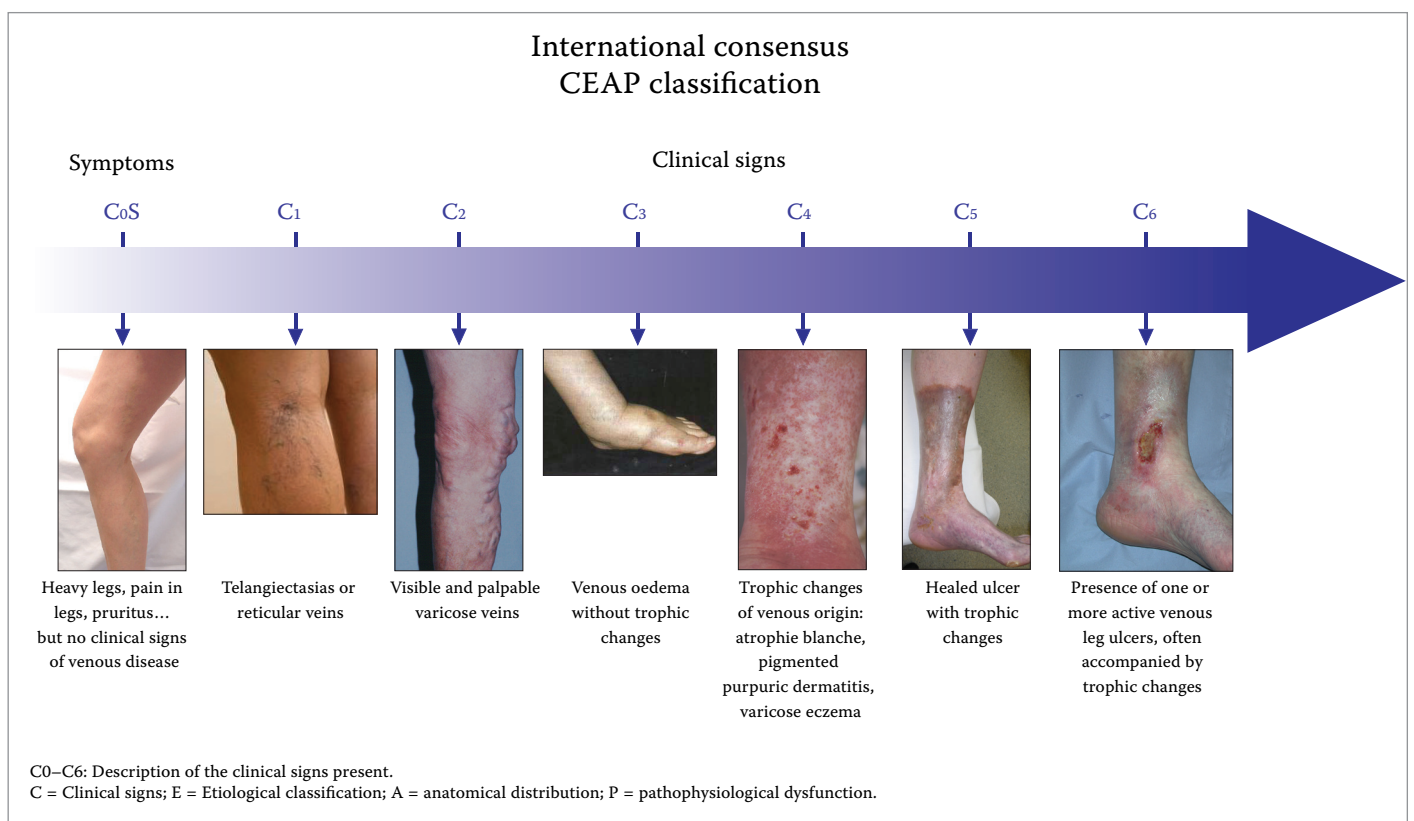 International consensus
CEAP classification
Symptoms
Clinical signs
C0S
C1
C2
C3
C4
C5
C6
Heavy legs, pain in
legs, pruritus…
but no clinical signs
of venous disease
Telangiectasias or
reticular veins
Visible and palpable
varicose veins
Venous oedema
without trophic
changes
Trophic changes
of venous origin:
atrophie blanche,
pigmented
purpuric dermatitis,
varicose eczema
Healed ulcer
with trophic
changes
Presence of one or
more active venous
leg ulcers, often
accompanied by
trophic changes
C0–C6: Description of the clinical signs present.
C = Clinical signs; E = Etiological classification; A = anatomical distribution; P = pathophysiological dysfunction.